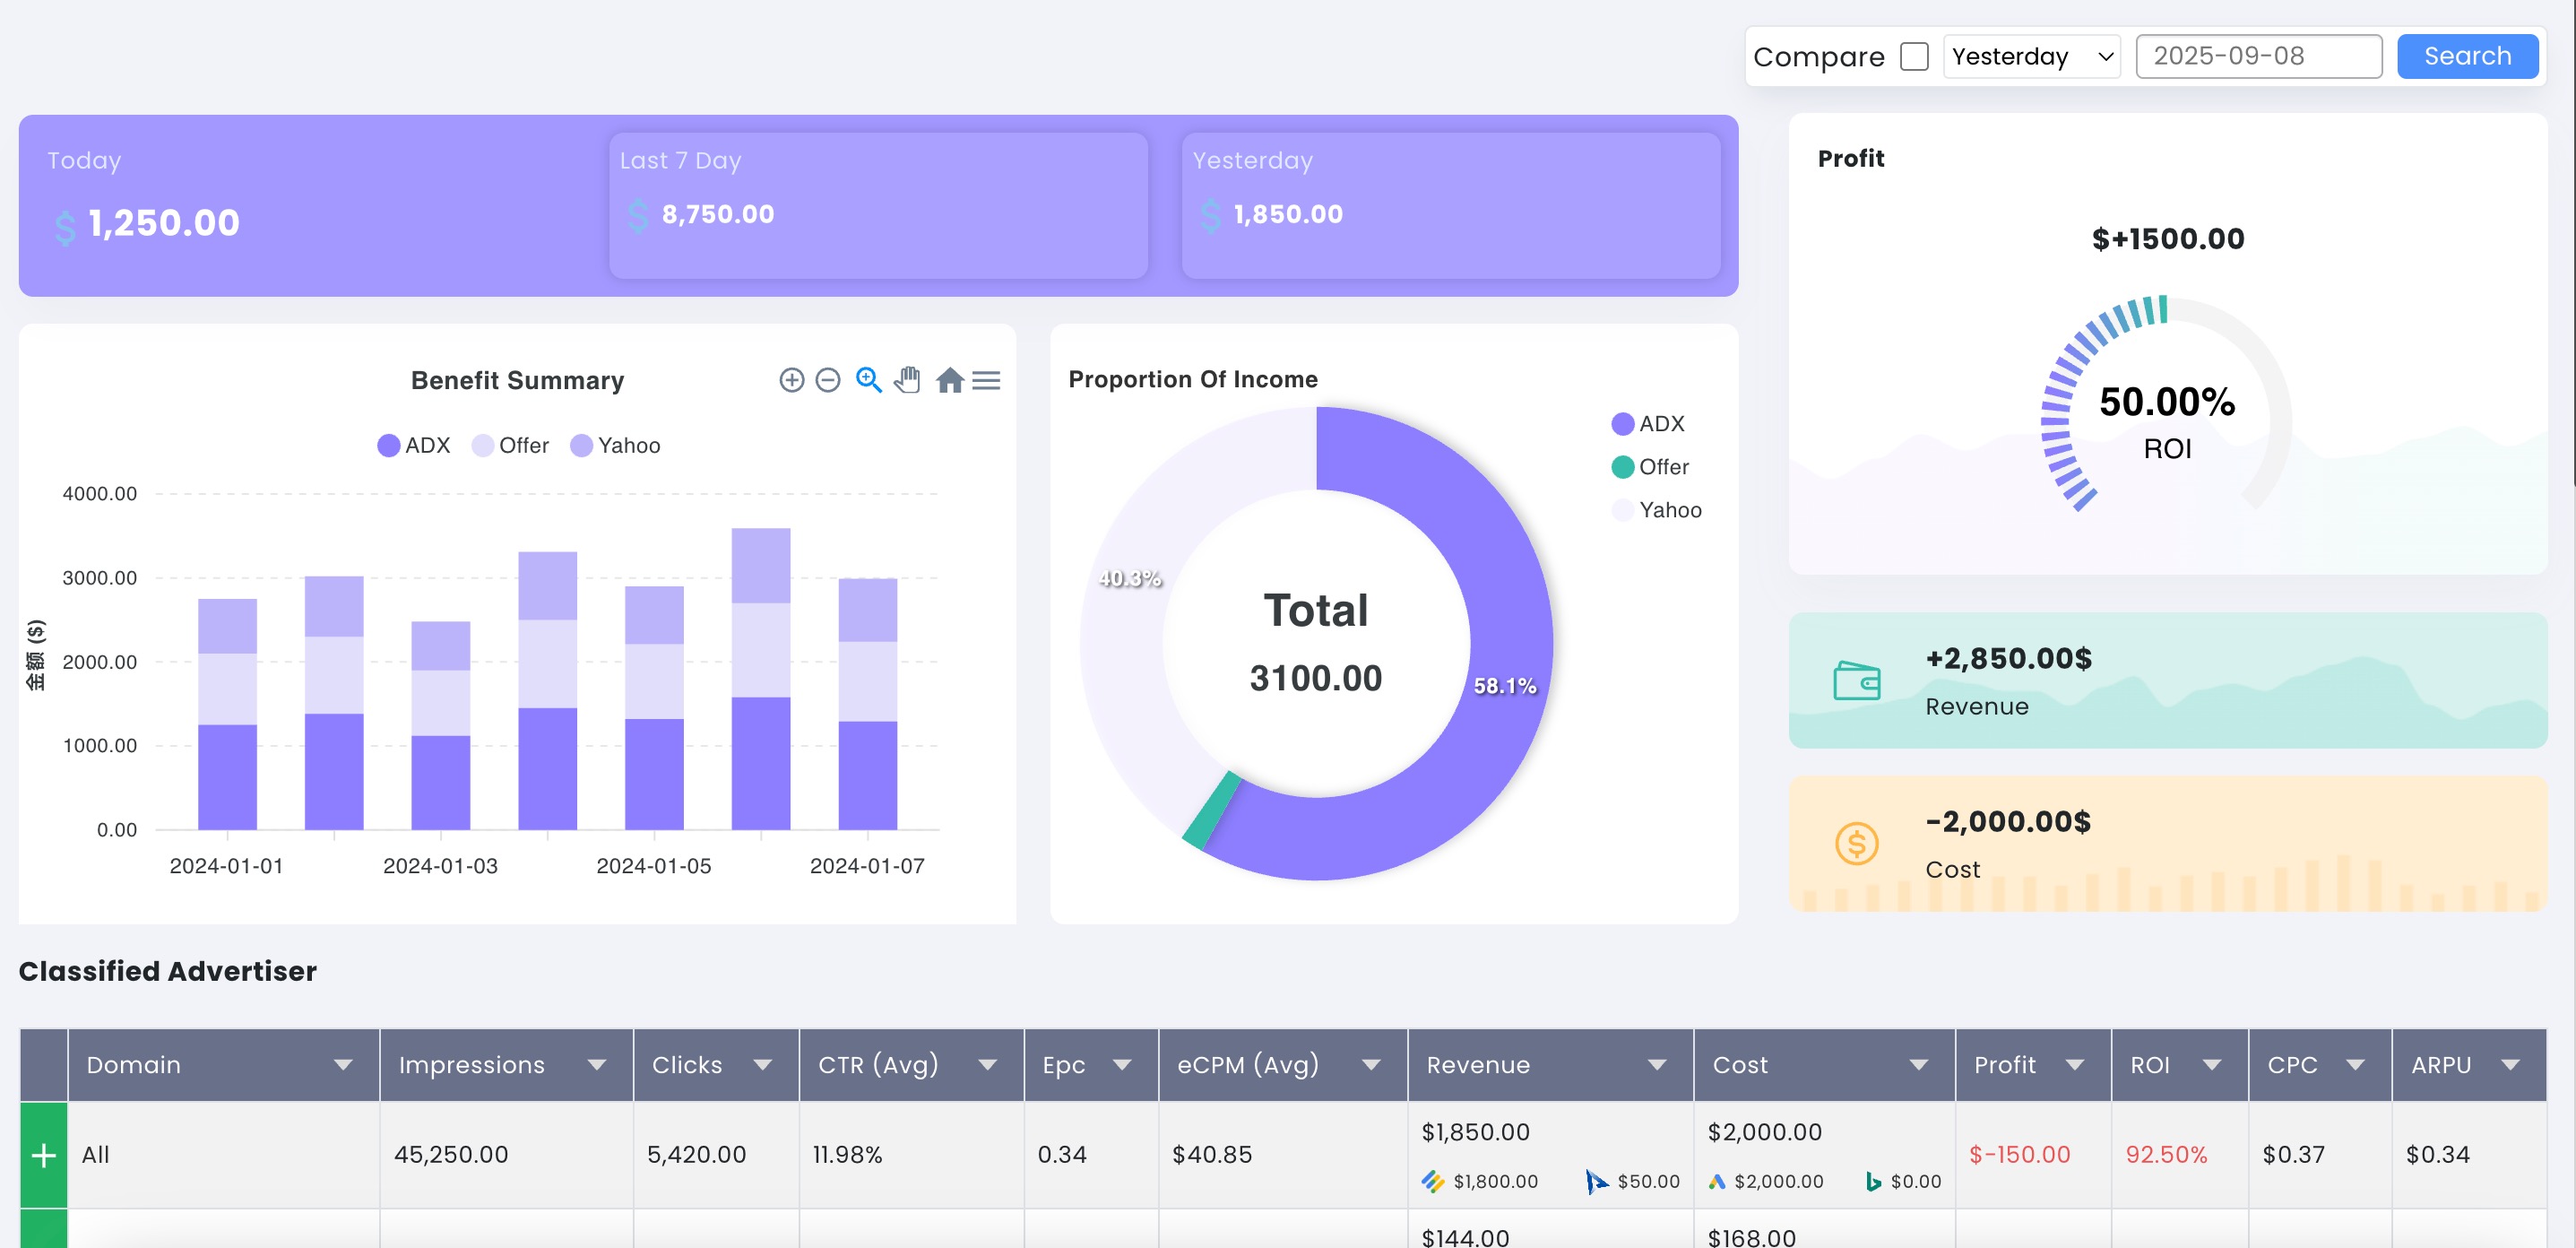 Compare Yesterday 2025-09-08 Search
Today
$ 1,250.00
Last 7 Day
$ 8,750.00
Yesterday
$ 1,850.00
Profit
$+1500.00
50.00%
ROI
Benefit Summary
ADX Offer Yahoo
4000.00
3000.00
2000.00
1000.00
0.00
金额 ($)
2024-01-01 2024-01-03 2024-01-05 2024-01-07
Proportion Of Income
ADX
Offer
Yahoo
40.3%
58.1%
Total
3100.00
+2,850.00$
Revenue
-2,000.00$
Cost
Classified Advertiser
Domain Impressions Clicks CTR (Avg) Epc eCPM (Avg) Revenue Cost Profit ROI CPC ARPU
All 45,250.00 5,420.00 11.98% 0.34 $40.85 $1,850.00 $2,000.00 $-150.00 92.50% $0.37 $0.34
$1,800.00 $50.00 $2,000.00 $0.00
$144.00 $168.00